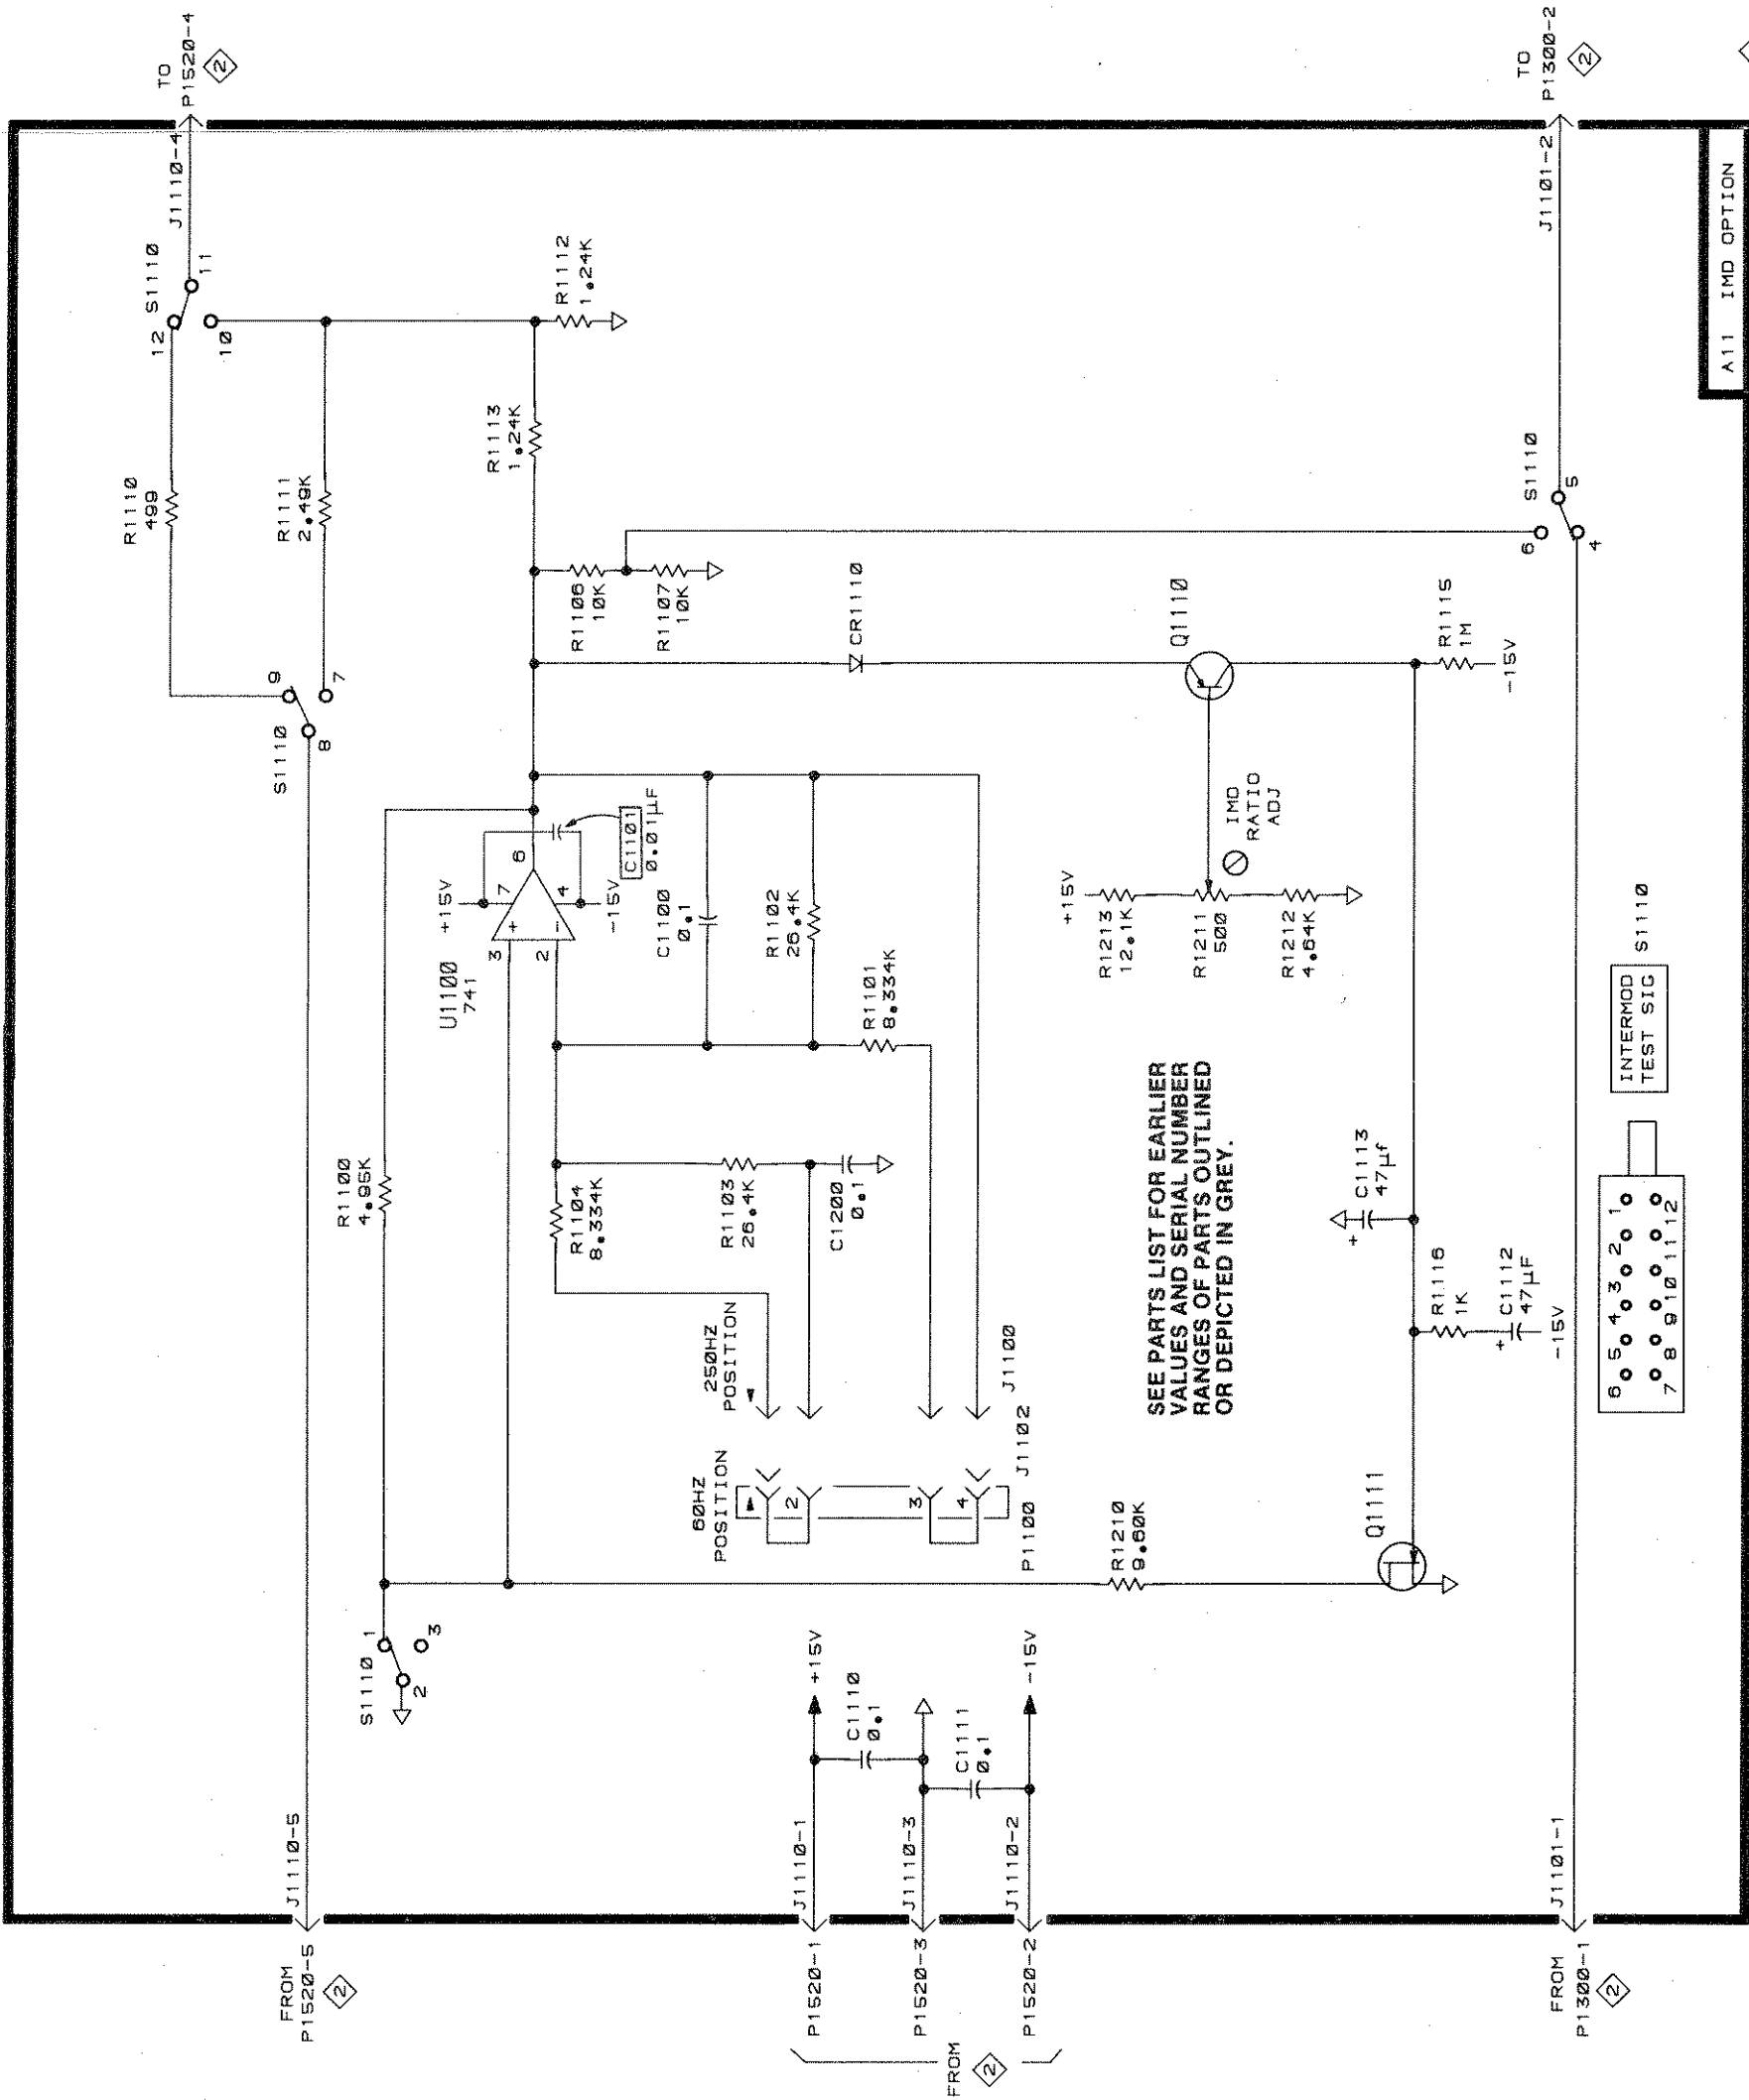 TO
P1520-4
2
J1110-4
S1110
12
11
10
R1110
499
R1111
2.49K
R1112
1.24K
R1113
1.24K
9
7
8
S1110
R1106
10K
R1107
10K
CR1110
Q1110
R1115
1M
-15V
TO
P1300-2
2
J1101-2
S1110
6
5
4
A11 IMD OPTION
R1100
4.95K
U1100
741
+15V
3
2
7
6
4
-15V
C1101
0.01µF
C1100
0.1
R1102
26.4K
R1101
8.334K
R1104
8.334K
R1103
26.4K
C1200
0.1
IMD
RATIO
ADJ
+15V
R1213
12.1K
R1211
500
R1212
4.64K
250HZ
POSITION
60HZ
POSITION
2
3
4
P1100
J1102
J1100
SEE PARTS LIST FOR EARLIER
VALUES AND SERIAL NUMBER
RANGES OF PARTS OUTLINED
OR DEPICTED IN GREY.
C1113
47µf
+
R1116
1K
+
C1112
47µF
-15V
Q1111
R1210
9.60K
S1110
1
2
3
INTERMOD
TEST SIG
S1110
6 5 4 3 2 1
7 8 9 10 11 12
+15V
C1110
0.1
C1111
0.1
-15V
J1110-5
J1110-1
J1110-3
J1110-2
J1101-1
FROM
P1520-5
2
P1520-1
P1520-3
P1520-2
FROM
2
FROM
P1300-1
2